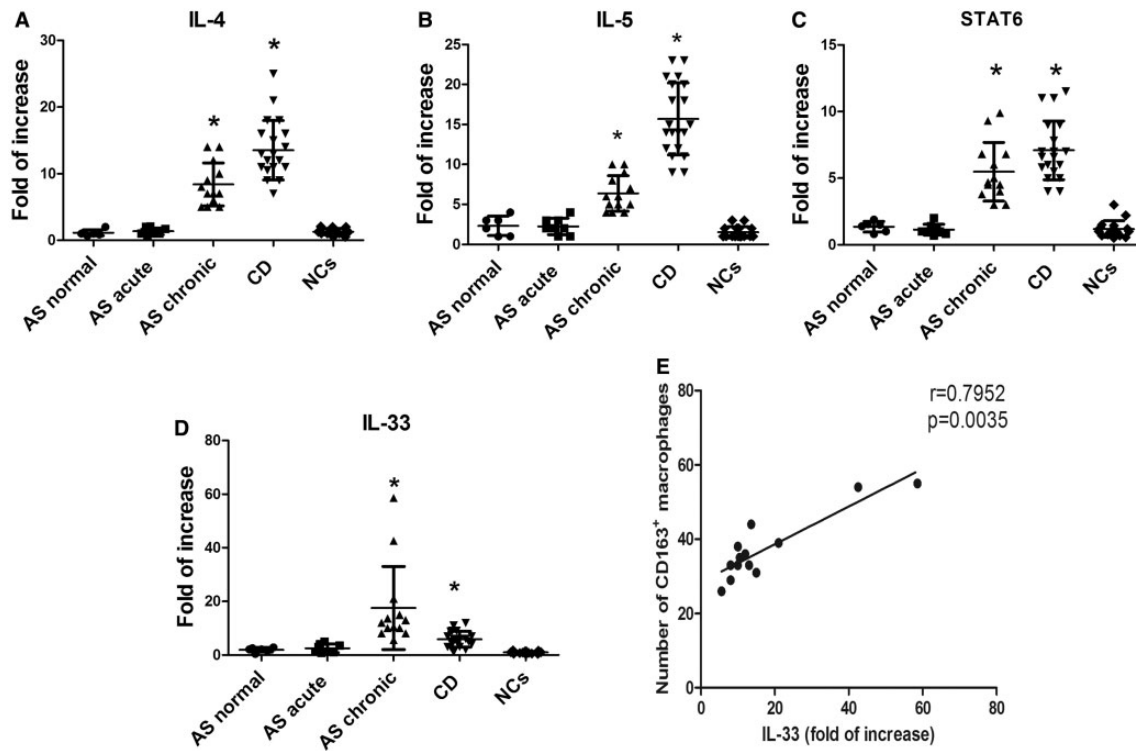 A
IL-4
Fold of increase
30
20
10
0
*
*
AS normal
AS acute
AS chronic
CD
NCs
B
IL-5
Fold of increase
25
20
15
10
5
0
*
*
AS normal
AS acute
AS chronic
CD
NCs
C
STAT6
Fold of increase
15
10
5
0
*
*
AS normal
AS acute
AS chronic
CD
NCs
D
IL-33
Fold of increase
80
60
40
20
0
*
*
AS normal
AS acute
AS chronic
CD
NCs
E
r=0.7952
p=0.0035
Number of CD163⁺ macrophages
80
60
40
20
0
0
20
40
60
80
IL-33 (fold of increase)